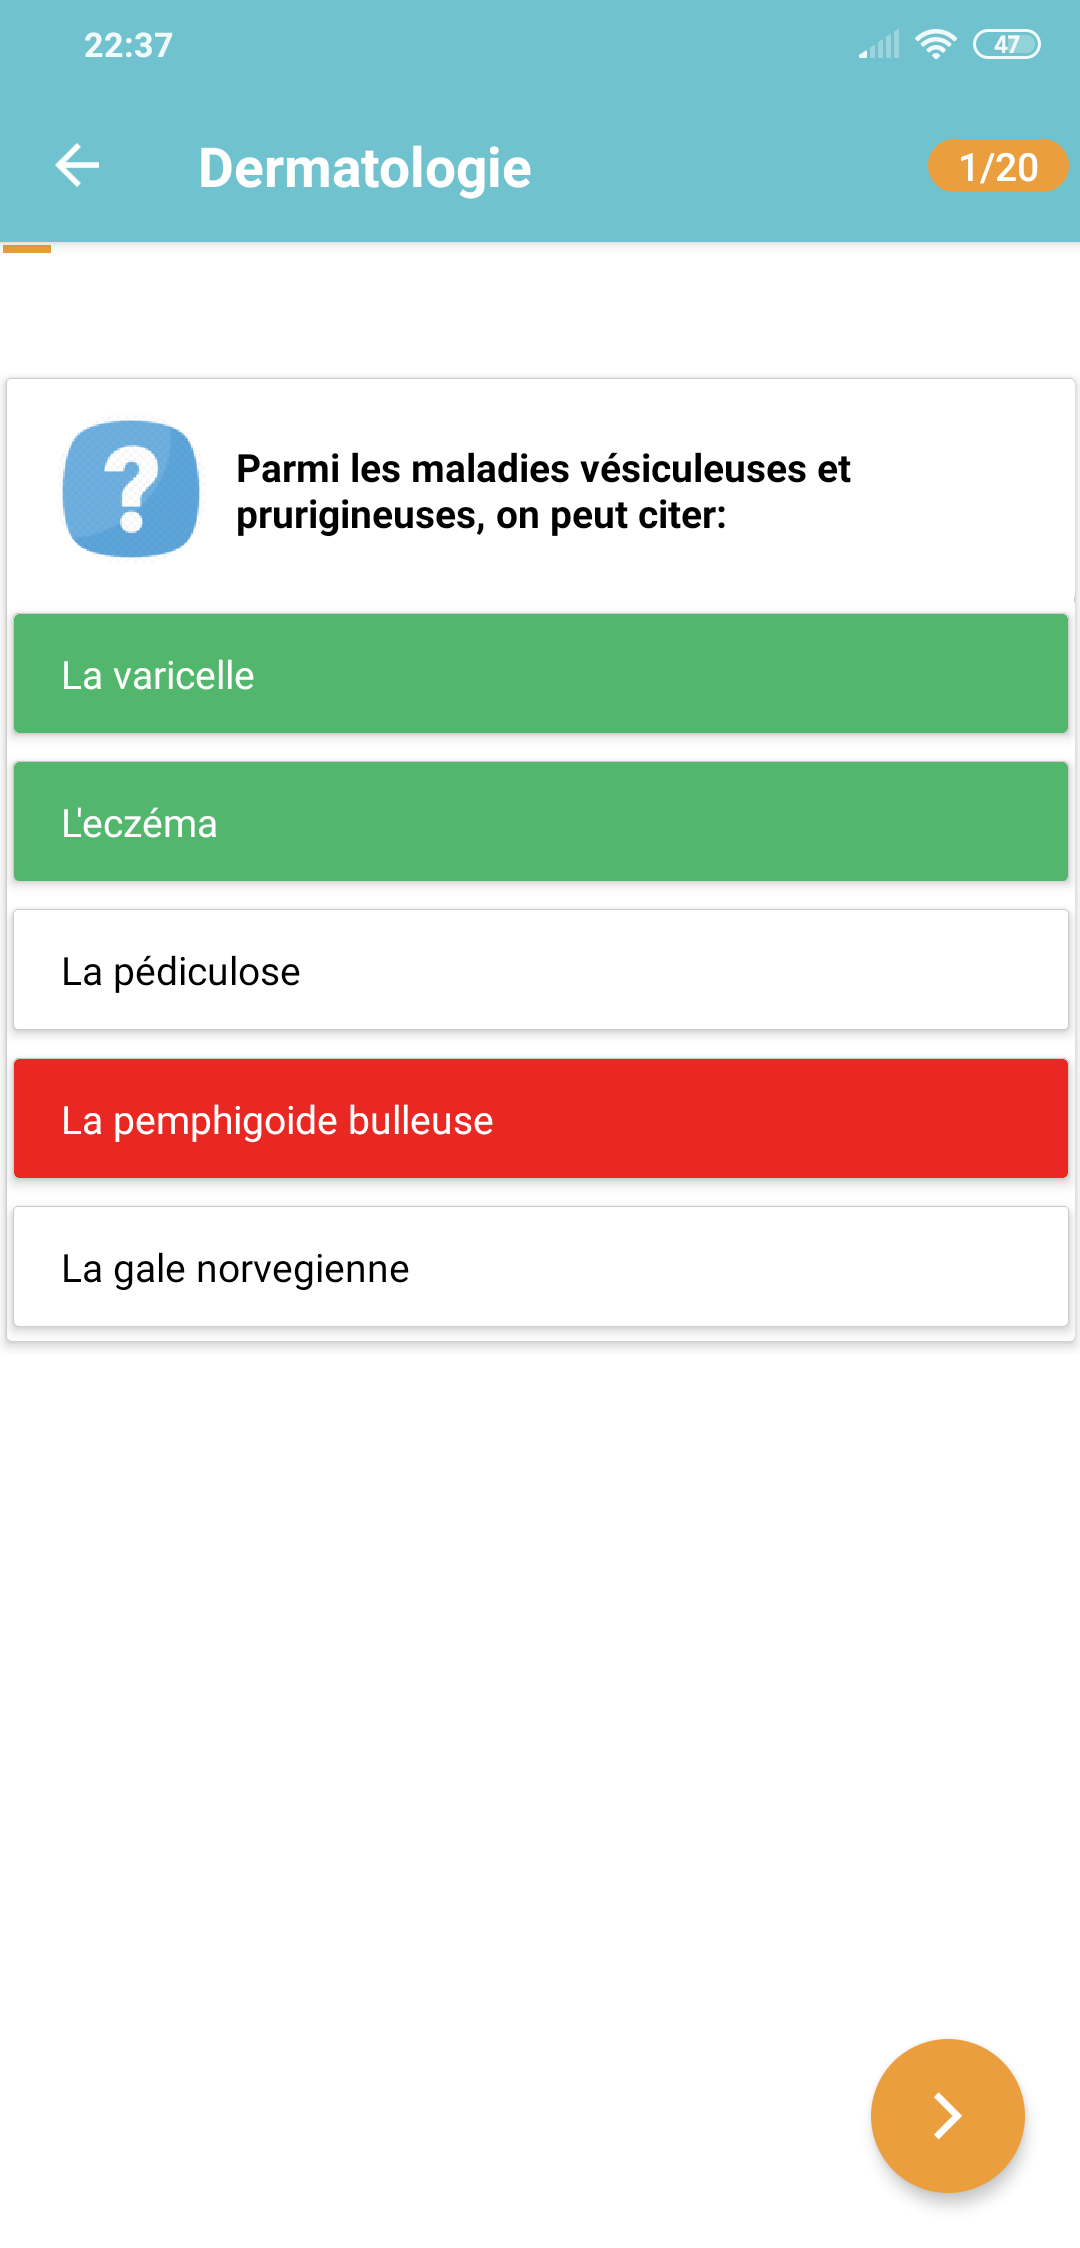 22:37
47
Dermatologie
1/20
?
Parmi les maladies vésiculeuses et
prurigineuses, on peut citer:
La varicelle
L'eczéma
La pédiculose
La pemphigoide bulleuse
La gale norvegienne